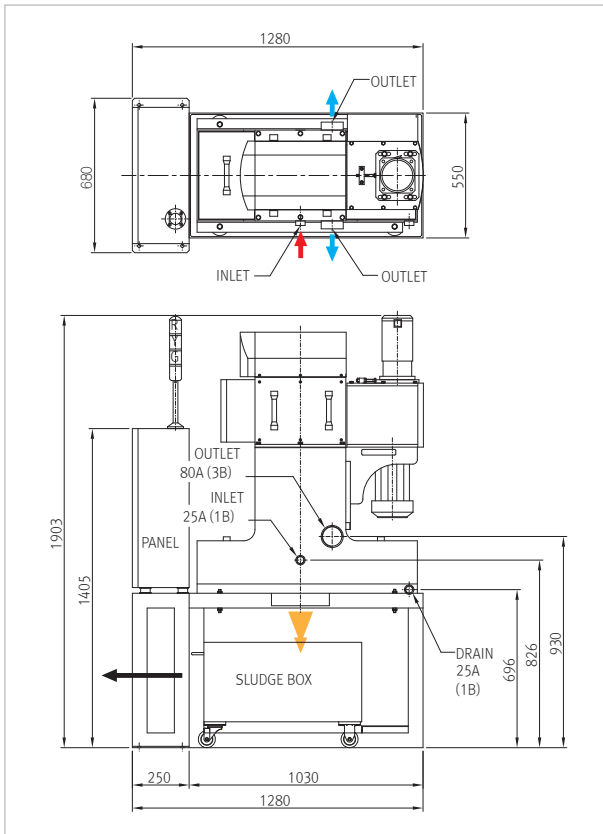 1280
OUTLET
680
550
INLET
OUTLET
R
Y
G
OUTLET
80A (3B)
INLET
25A (1B)
PANEL
1903
1405
DRAIN
25A
(1B)
696
826
930
SLUDGE BOX
250
1030
1280